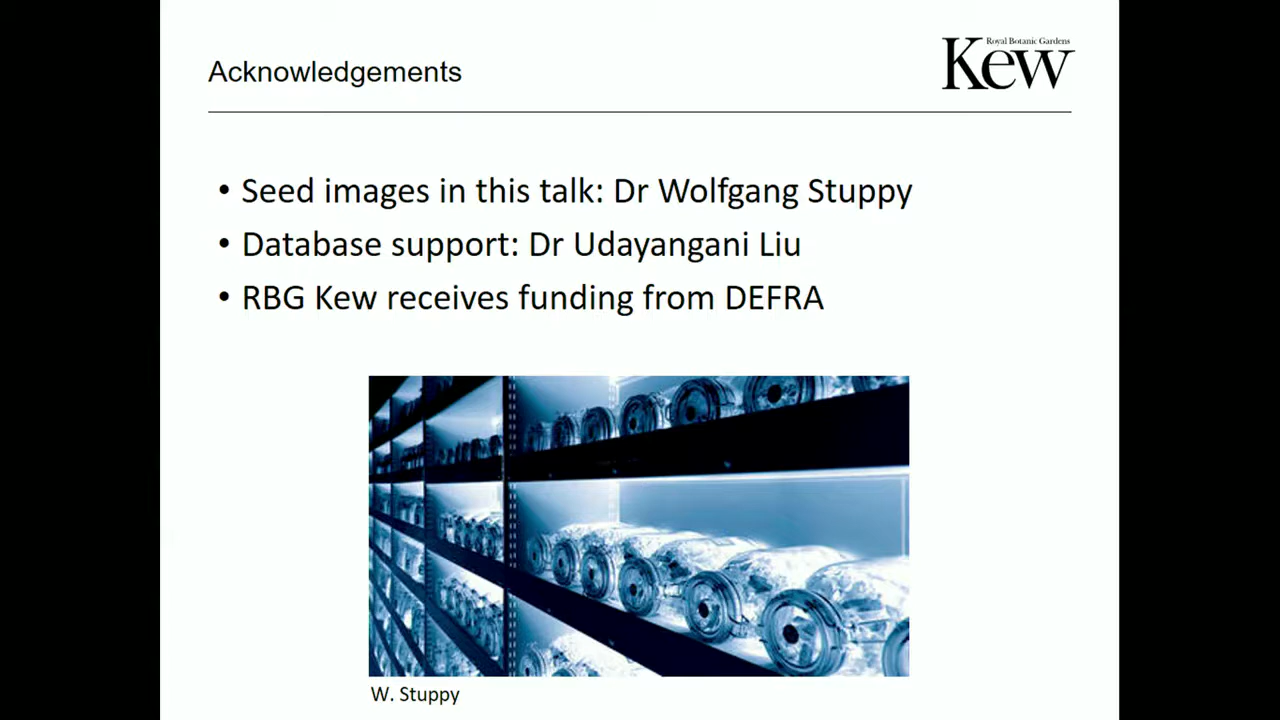 Acknowledgements
Royal Botanic Gardens
Kew
• Seed images in this talk: Dr Wolfgang Stuppy
• Database support: Dr Udayangani Liu
• RBG Kew receives funding from DEFRA
W. Stuppy